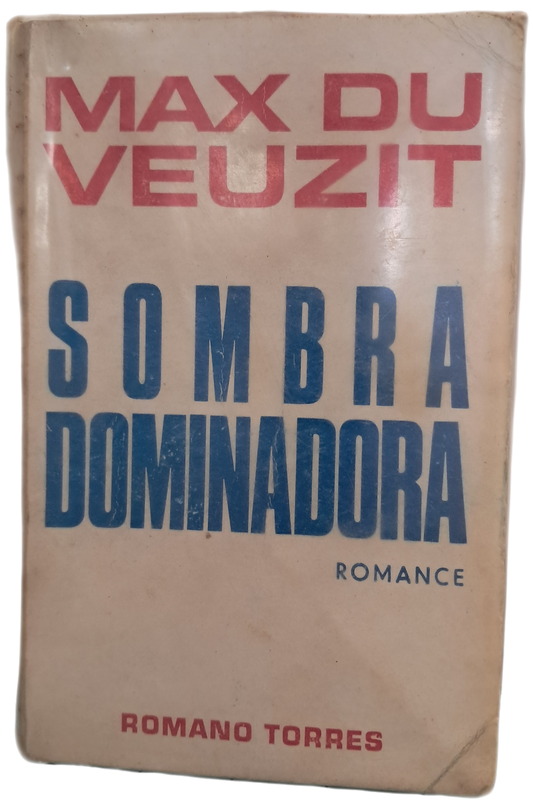 MAX DU
VEUZIT
SOMBRA
DOMINADORA
ROMANCE
ROMANO TORRES